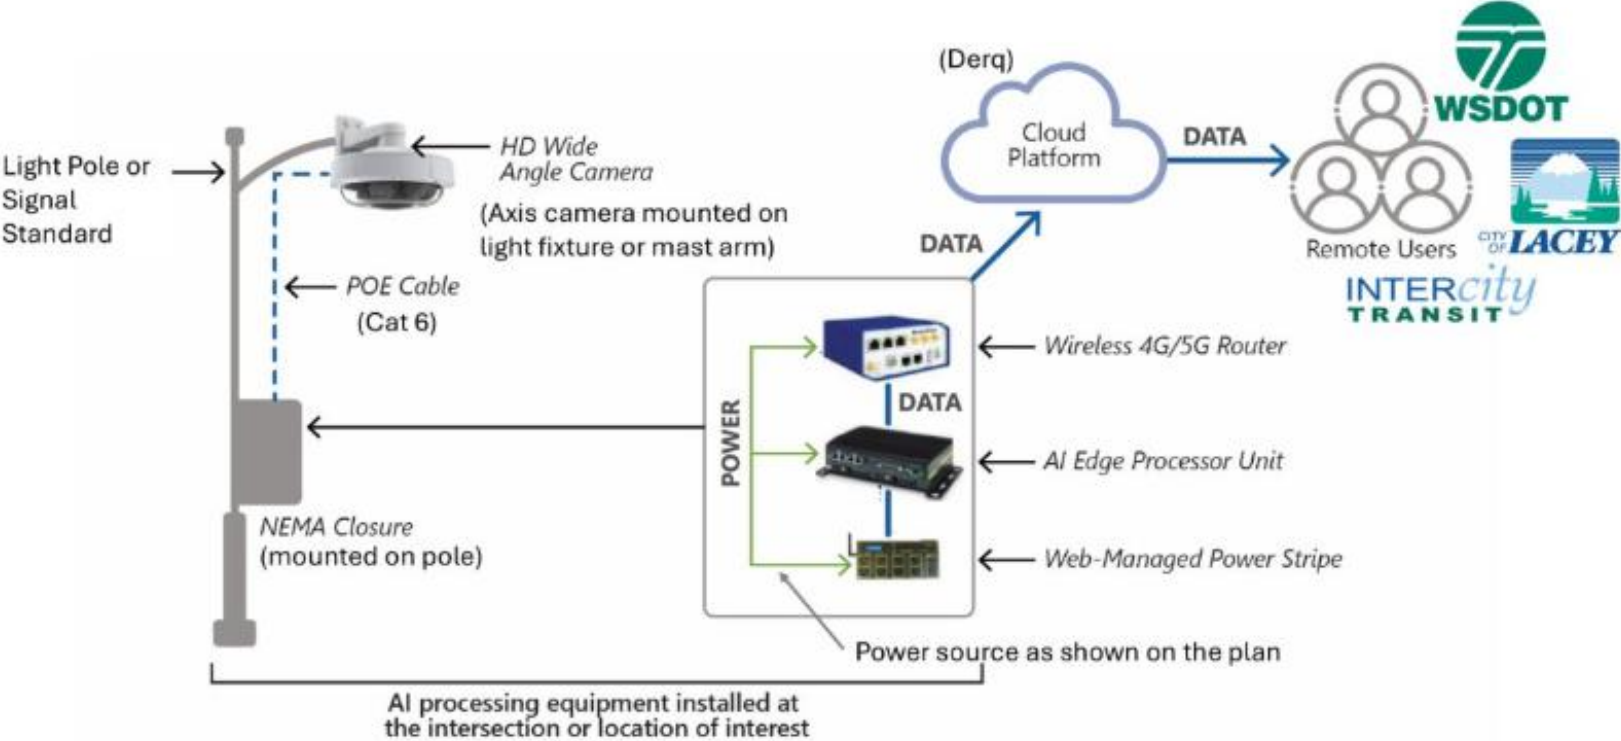 (Derq)
Cloud
Platform
DATA
WSDOT
CITY OF LACEY
Remote Users
INTERcity
TRANSIT
Light Pole or
Signal
Standard
HD Wide
Angle Camera
(Axis camera mounted on
light fixture or mast arm)
DATA
POE Cable
(Cat 6)
POWER
Wireless 4G/5G Router
DATA
AI Edge Processor Unit
NEMA Closure
(mounted on pole)
Web-Managed Power Stripe
Power source as shown on the plan
AI processing equipment installed at
the intersection or location of interest